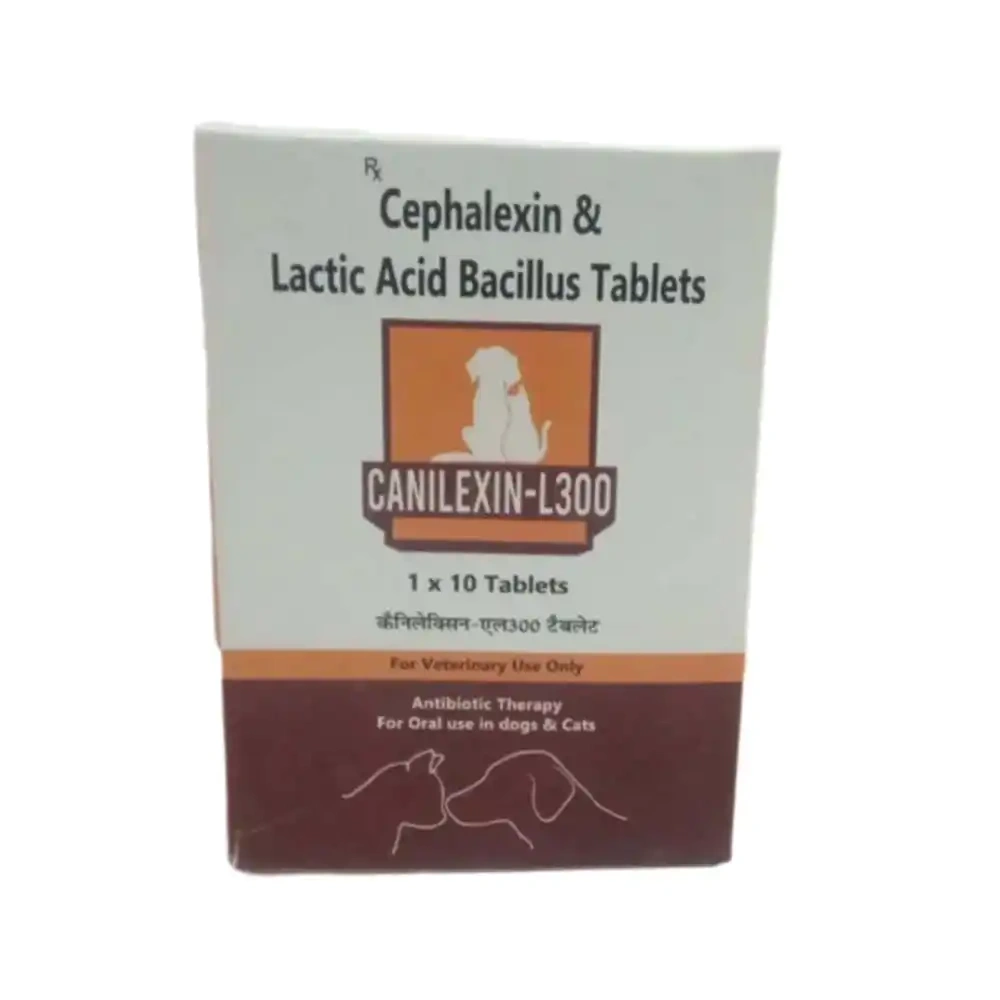 Rx
Cephalexin &
Lactic Acid Bacillus Tablets
CANILEXIN-L300
1 x 10 Tablets
कैनिलेक्सिन-एल300 टैबलेट
For Veterinary Use Only
Antibiotic Therapy
For Oral use in dogs & Cats